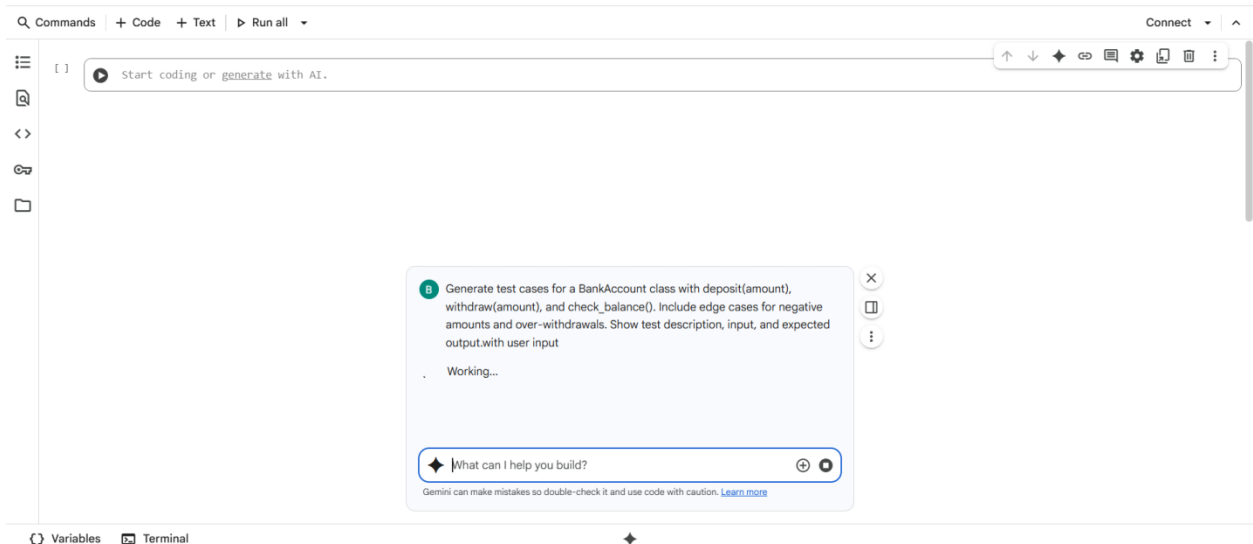 Commands + Code + Text Run all Connect
[ ] Start coding or generate with AI.
B Generate test cases for a BankAccount class with deposit(amount),
withdraw(amount), and check_balance(). Include edge cases for negative
amounts and over-withdrawals. Show test description, input, and expected
output.with user input
Working...
What can I help you build?
Gemini can make mistakes so double-check it and use code with caution. Learn more
{} Variables Terminal